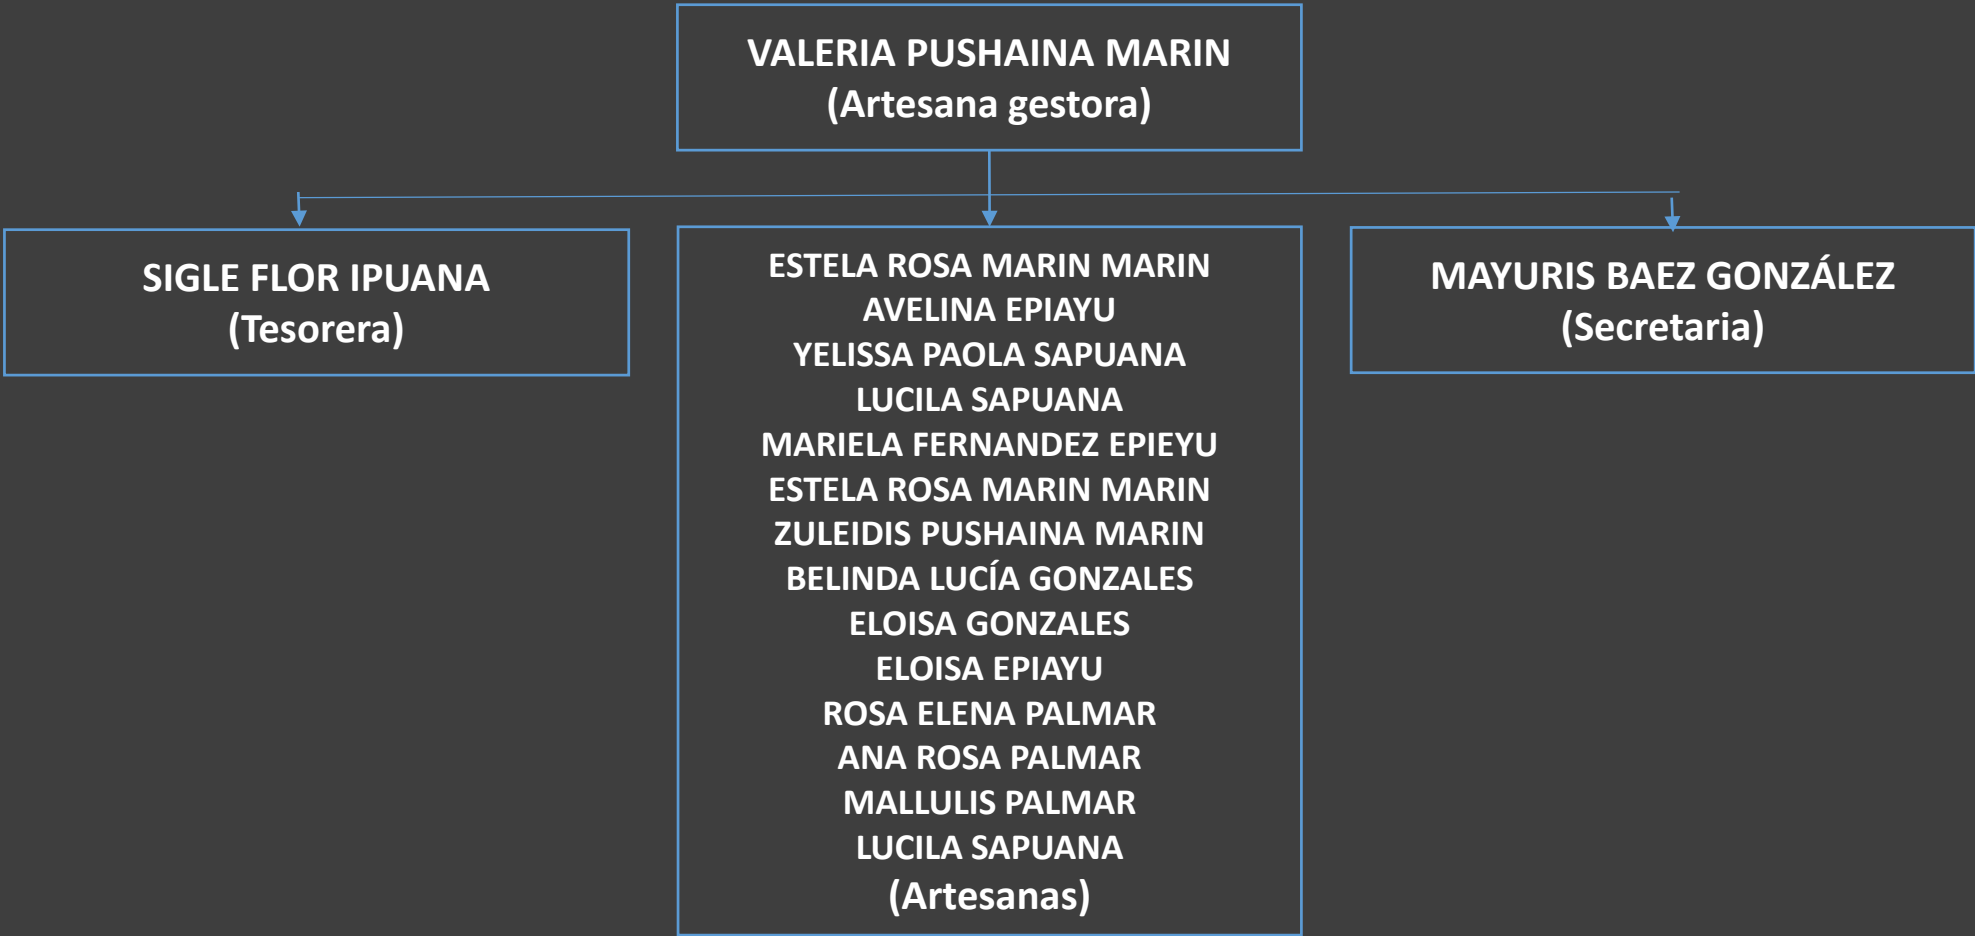 VALERIA PUSHAINA MARIN
(Artesana gestora)
SIGLE FLOR IPUANA
(Tesorera)
ESTELA ROSA MARIN MARIN
AVELINA EPIAYU
YELISSA PAOLA SAPUANA
LUCILA SAPUANA
MARIELA FERNANDEZ EPIEYU
ESTELA ROSA MARIN MARIN
ZULEIDIS PUSHAINA MARIN
BELINDA LUCÍA GONZALES
ELOISA GONZALES
ELOISA EPIAYU
ROSA ELENA PALMAR
ANA ROSA PALMAR
MALLULIS PALMAR
LUCILA SAPUANA
(Artesanas)
MAYURIS BAEZ GONZÁLEZ
(Secretaria)